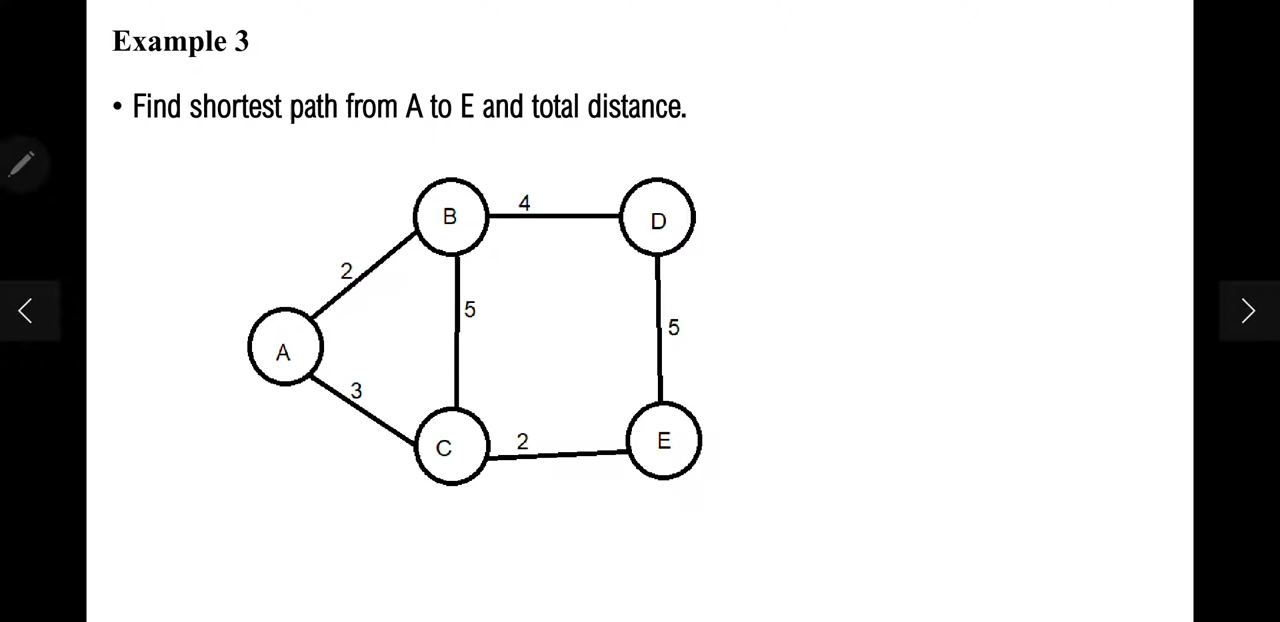 Example 3
• Find shortest path from A to E and total distance.
B
4
D
2
5
5
A
3
C
2
E